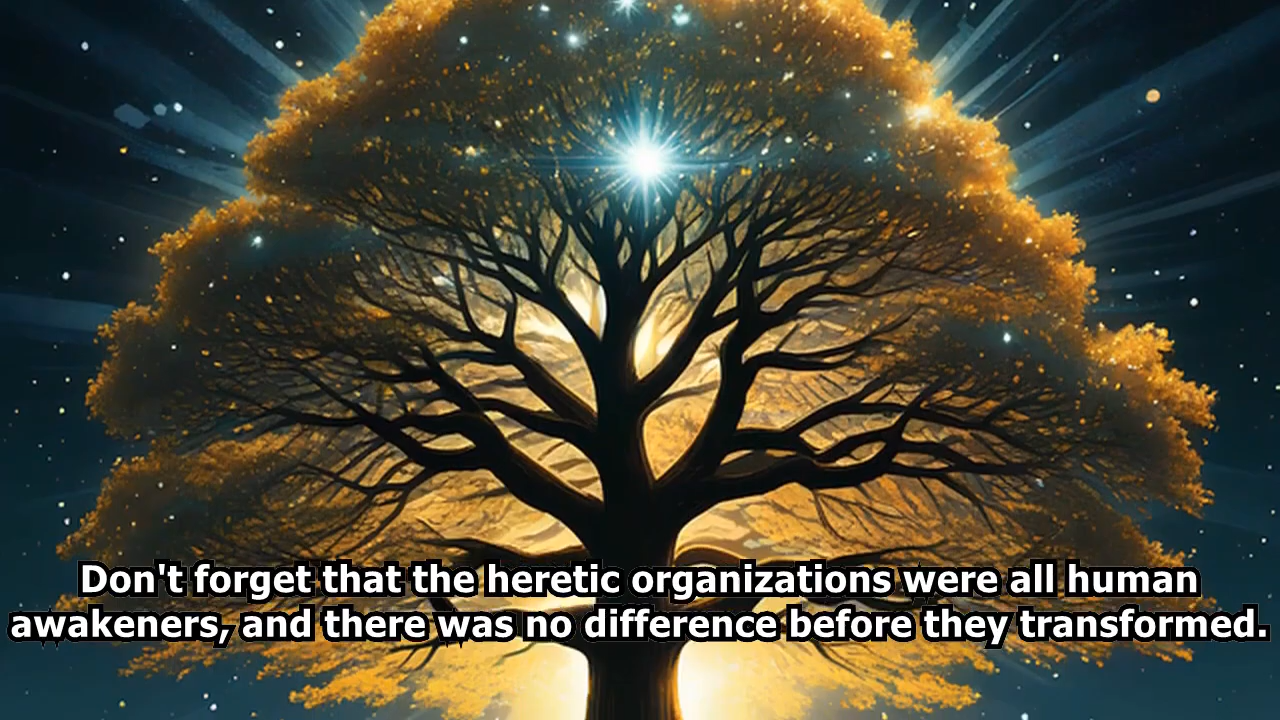 Don't forget that the heretic organizations were all human
awakeners, and there was no difference before they transformed.